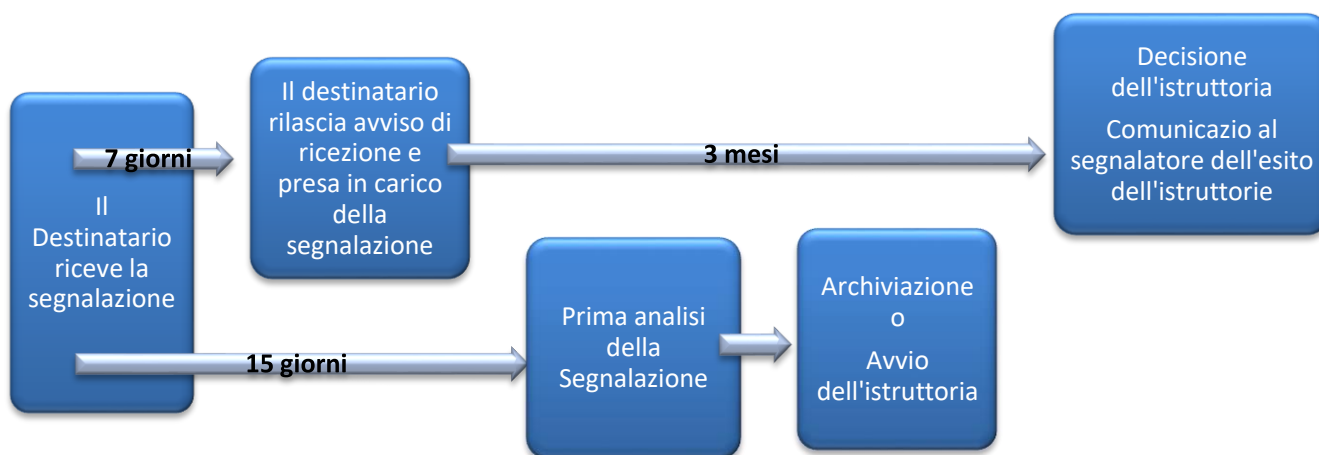 Il
Destinatario
riceve la
segnalazione
7 giorni
Il destinatario
rilascia avviso di
ricezione e
presa in carico
della
segnalazione
3 mesi
Decisione
dell'istruttoria
Comunicazio al
segnalatore dell'esito
dell'istruttorie
15 giorni
Prima analisi
della
Segnalazione
Archiviazione
o
Avvio
dell'istruttoria